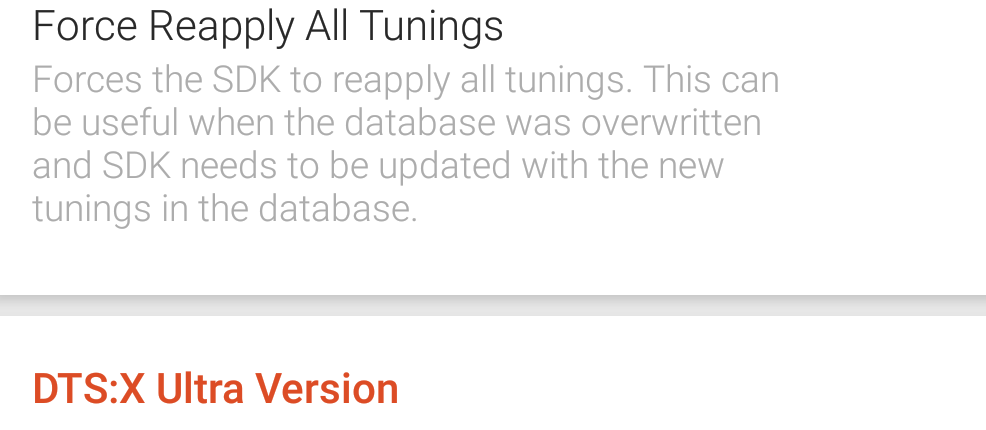 Force Reapply All Tunings
Forces the SDK to reapply all tunings. This can
be useful when the database was overwritten
and SDK needs to be updated with the new
tunings in the database.
DTS:X Ultra Version